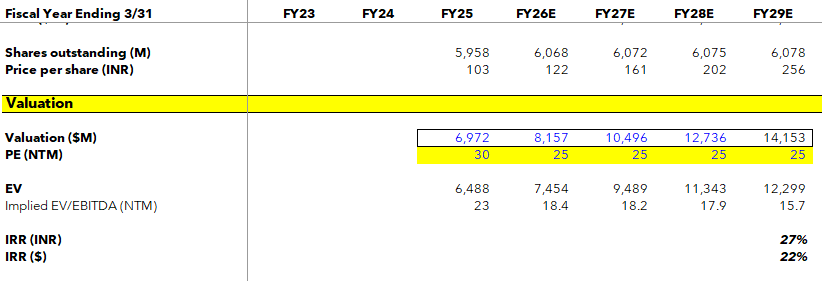 Fiscal Year Ending 3/31 FY23 FY24 FY25 FY26E FY27E FY28E FY29E
Shares outstanding (M) 5,958 6,068 6,072 6,075 6,078
Price per share (INR) 103 122 161 202 256
Valuation
Valuation ($M) 6,972 8,157 10,496 12,736 14,153
PE (NTM) 30 25 25 25 25
EV 6,488 7,454 9,489 11,343 12,299
Implied EV/EBITDA (NTM) 23 18.4 18.2 17.9 15.7
IRR (INR) 27%
IRR ($) 22%